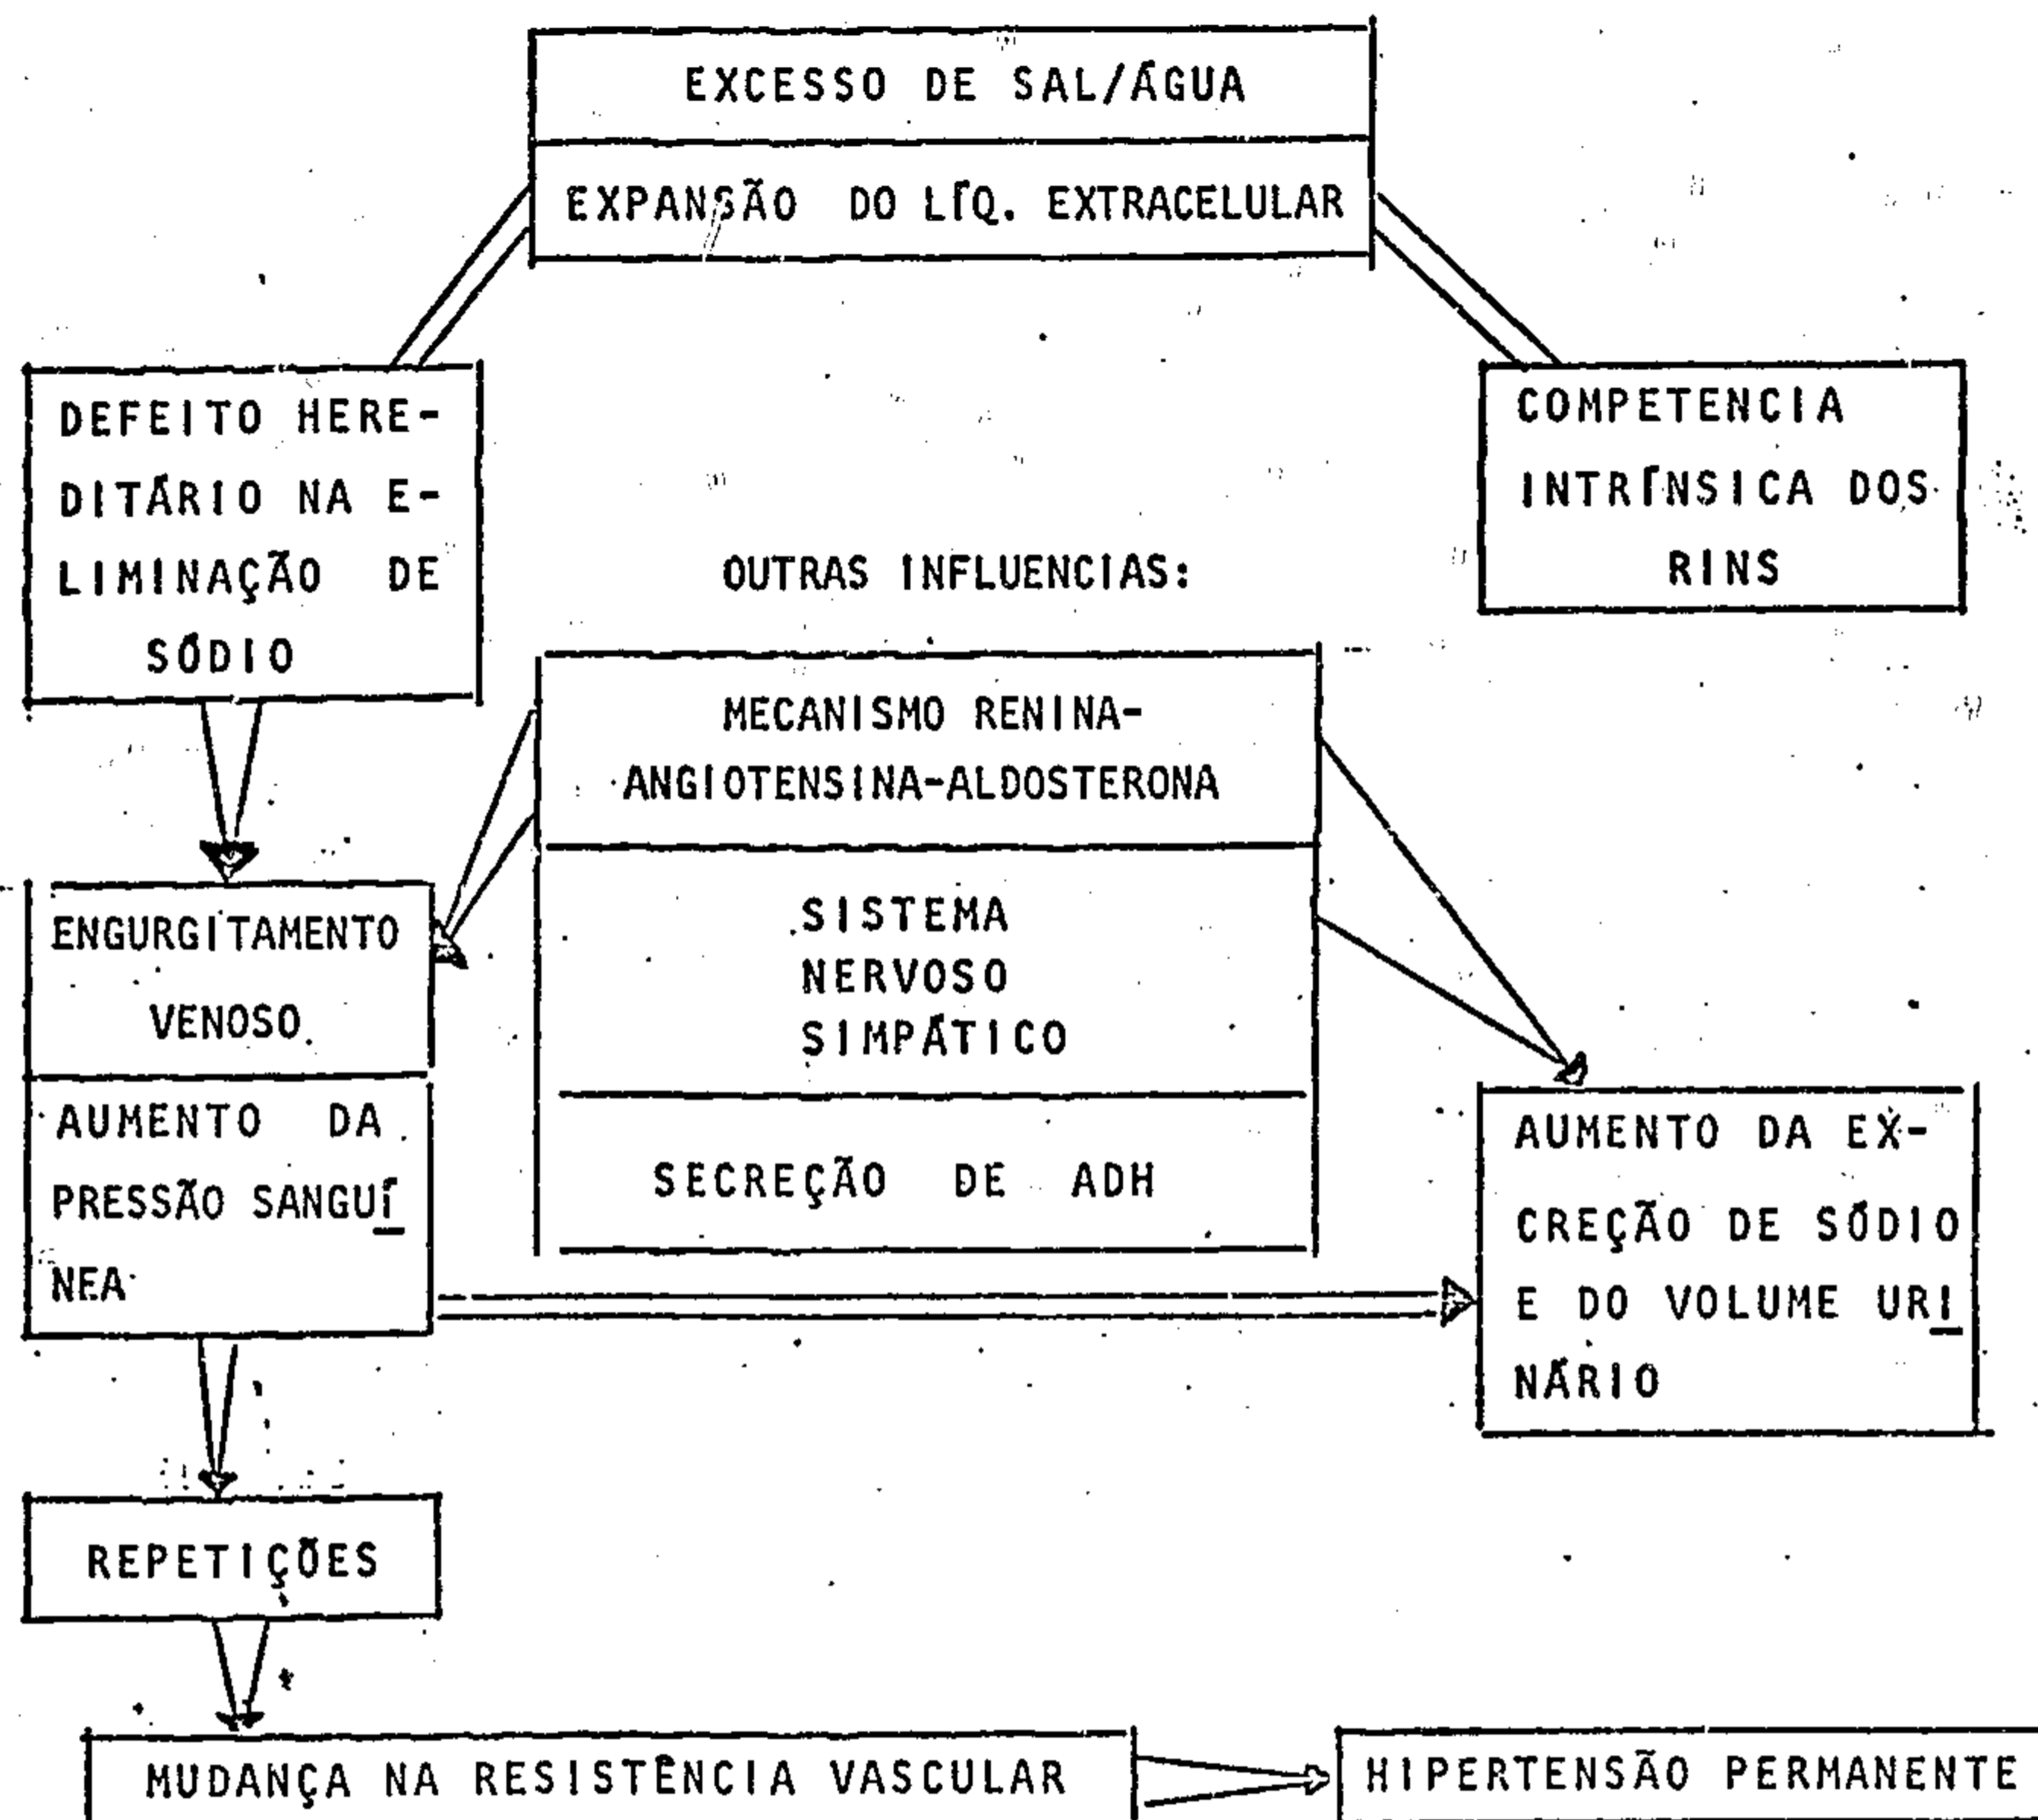 EXCESSO DE SAL/ÁGUA
EXPANSÃO DO LÍQ. EXTRACELULAR
DEFEITO HERE-
DITÁRIO NA E-
LIMINAÇÃO DE
SÓDIO
COMPETENCIA
INTRÍNSICA DOS
RINS
OUTRAS INFLUENCIAS:
MECANISMO RENINA-
ANGIOTENSINA-ALDOSTERONA
SISTEMA
NERVOSO
SIMPÁTICO
SECREÇÃO DE ADH
ENGURGITAMENTO
VENOSO
AUMENTO DA
PRESSÃO SANGUÍ
NEA
AUMENTO DA EX-
CREÇÃO DE SÓDIO
E DO VOLUME URI
NÁRIO
REPETIÇÕES
MUDANÇA NA RESISTÊNCIA VASCULAR
HIPERTENSÃO PERMANENTE